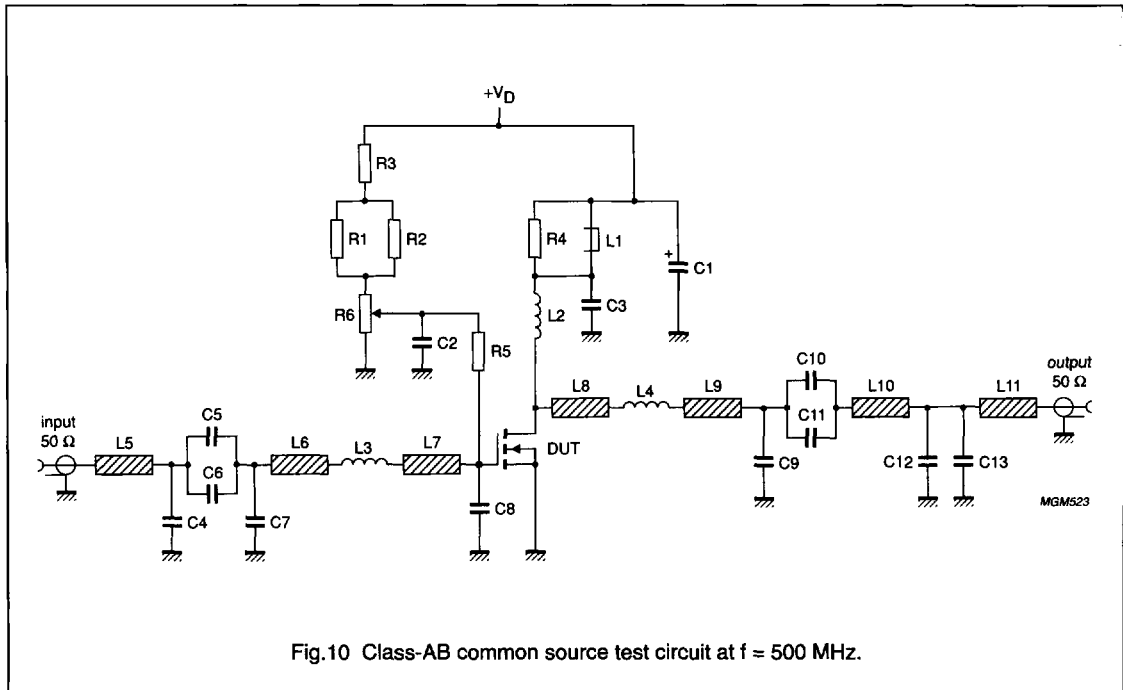 +VD
R3
R1
R2
R4
L1
+
C1
R6
C2
R5
L2
C3
C10
output
50 Ω
L8
L4
L9
C11
L10
L11
input
50 Ω
L5
C5
C6
L6
L3
L7
DUT
C9
C12
C13
C4
C7
C8
MGM523
Fig.10 Class-AB common source test circuit at f = 500 MHz.